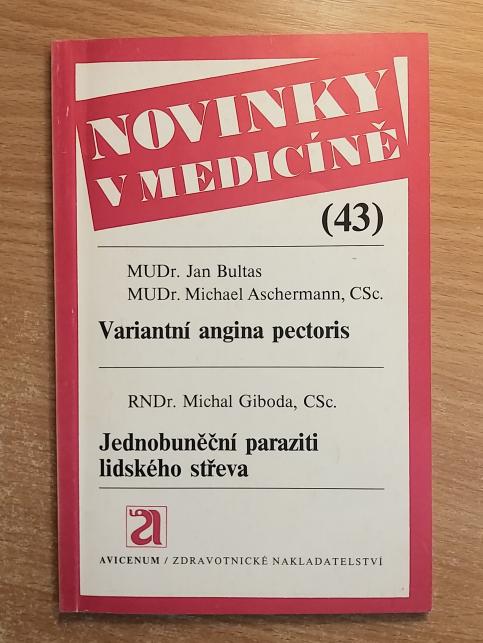 NOVINKY
V MEDICÍNĚ
(43)
MUDr. Jan Bultas
MUDr. Michael Aschermann, CSc.
Variantní angina pectoris
RNDr. Michal Giboda, CSc.
Jednobuněční paraziti
lidského střeva
AVICENUM / ZDRAVOTNICKÉ NAKLADATELSTVÍ